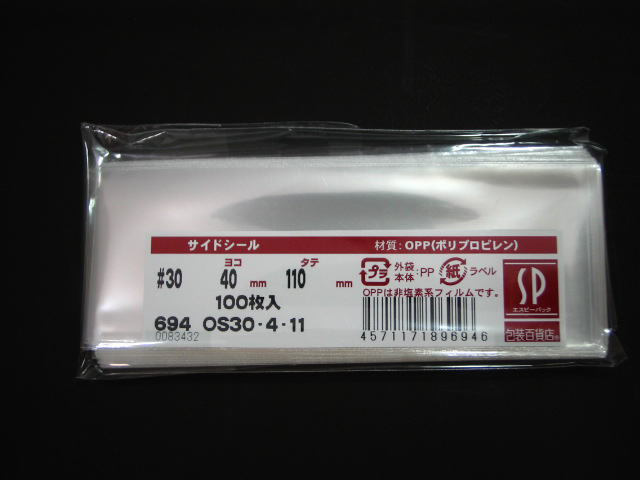 サイドシール 材質:OPP(ポリプロピレン)
ヨコ タテ
#30 40 mm 110 mm
100枚入
694 OS30・4・11
0083432
プラ 外袋 本体:PP 紙 ラベル
OPPは非塩素系フィルムです。
4571171896946
SP
エスピーパック
包装百貨店®